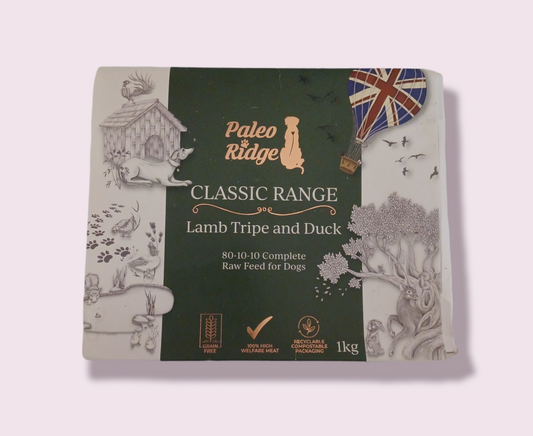 Paleo
Ridge
CLASSIC RANGE
Lamb Tripe and Duck
80-10-10 Complete
Raw Feed for Dogs
GRAIN
FREE
100% HIGH
WELFARE MEAT
RECYCLABLE
COMPOSTABLE
PACKAGING
1kg